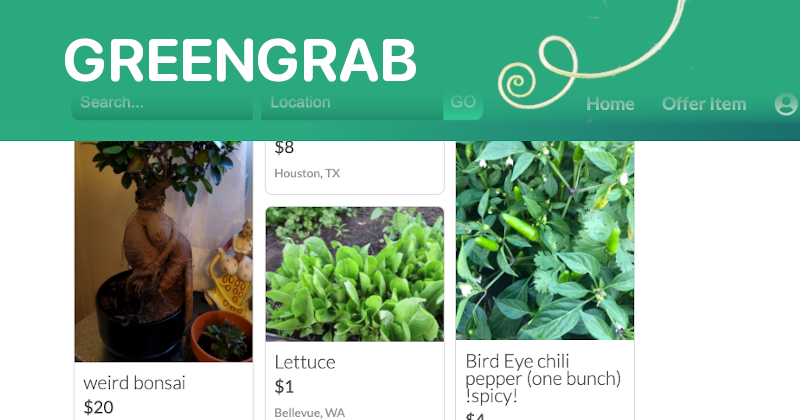 GREENGRAB
Search...
Location
GO
Home
Offer Item
weird bonsai
$20
$8
Houston, TX
Lettuce
$1
Bellevue, WA
Bird Eye chili
pepper (one bunch)
!spicy!
$4